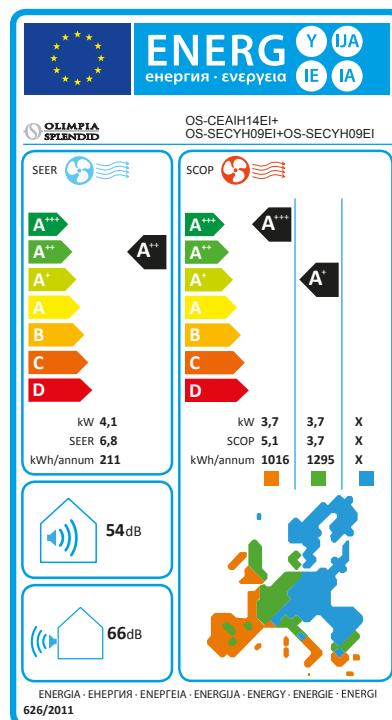 ENERG
енергия · ενεργεια
Y
IJA
IE
IA
OLIMPIA
SPLENDID
OS-CEAIH14EI+
OS-SECYH09EI+OS-SECYH09EI
SEER
A+++
A++
A+
A
B
C
D
A++
kW 4,1
SEER 6,8
kWh/annum 211
SCOP
A+++
A++
A+
A
B
C
D
A+++
A+
kW 3,7 3,7 X
SCOP 5,1 3,7 X
kWh/annum 1016 1295 X
54dB
66dB
ENERGIA · ЕНЕРГИЯ · ΕΝΕΡΓΕΙΑ · ENERGIJA · ENERGY · ENERGIE · ENERGI
626/2011